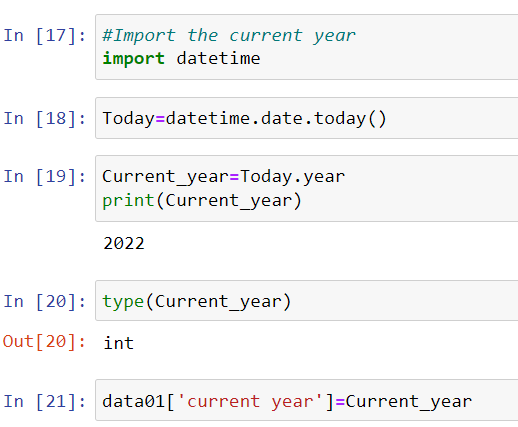 In [17]: #Import the current year
import datetime
In [18]: Today=datetime.date.today()
In [19]: Current_year=Today.year
print(Current_year)
2022
In [20]: type(Current_year)
Out[20]: int
In [21]: data01['current year']=Current_year